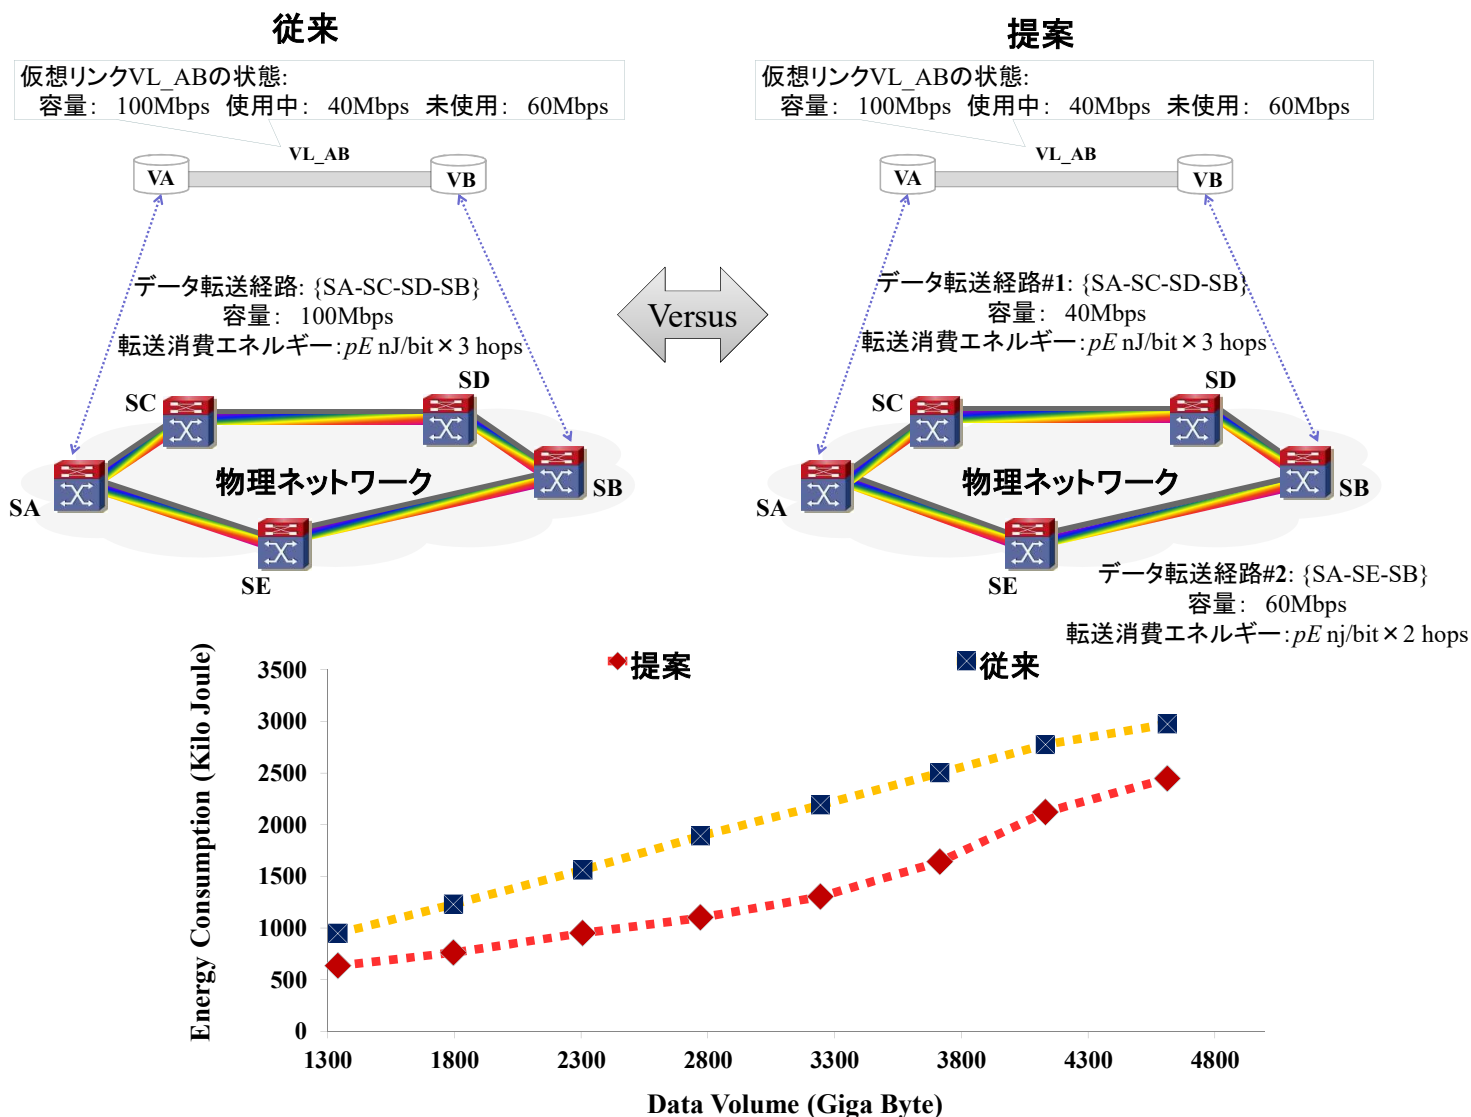 従来
仮想リンクVL_ABの状態:
容量： 100Mbps 使用中： 40Mbps 未使用： 60Mbps
VL_AB
VA
VB
データ転送経路: {SA-SC-SD-SB}
容量： 100Mbps
転送消費エネルギー：pE nJ/bit×3 hops
SC
SD
物理ネットワーク
SA
SB
SE
Versus
提案
仮想リンクVL_ABの状態:
容量： 100Mbps 使用中： 40Mbps 未使用： 60Mbps
VL_AB
VA
VB
データ転送経路#1: {SA-SC-SD-SB}
容量： 40Mbps
転送消費エネルギー：pE nJ/bit×3 hops
SC
SD
物理ネットワーク
SA
SB
SE
データ転送経路#2: {SA-SE-SB}
容量： 60Mbps
転送消費エネルギー：pE nj/bit×2 hops
提案
従来
Energy Consumption (Kilo Joule)
3500
3000
2500
2000
1500
1000
500
0
1300 1800 2300 2800 3300 3800 4300 4800
Data Volume (Giga Byte)